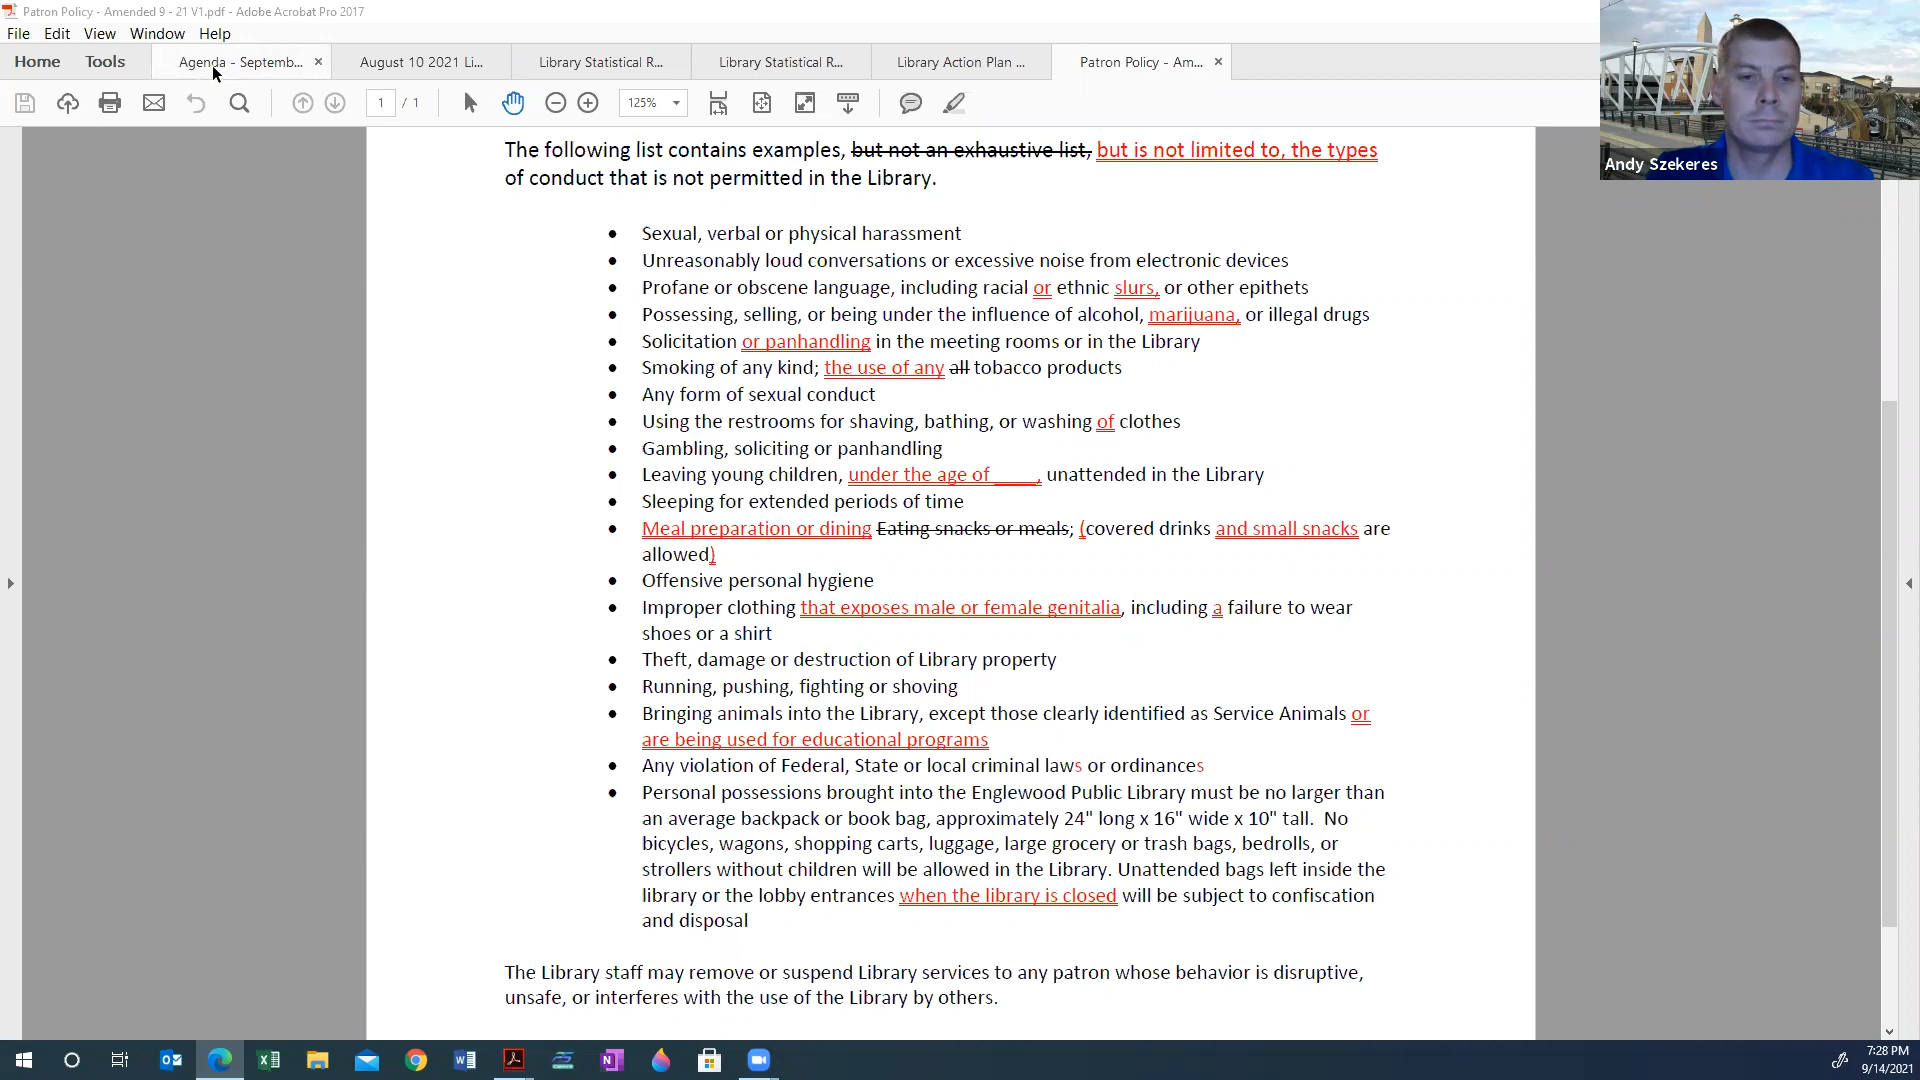 Patron Policy - Amended 9 - 21 V1.pdf - Adobe Acrobat Pro 2017
File Edit View Window Help
Home Tools Agenda - Septemb... × August 10 2021 Li... Library Statistical R... Library Statistical R... Library Action Plan ... Patron Policy - Am... ×
1 / 1 125%
Andy Szekeres
The following list contains examples, but not an exhaustive list, but is not limited to, the types
of conduct that is not permitted in the Library.
• Sexual, verbal or physical harassment
• Unreasonably loud conversations or excessive noise from electronic devices
• Profane or obscene language, including racial or ethnic slurs, or other epithets
• Possessing, selling, or being under the influence of alcohol, marijuana, or illegal drugs
• Solicitation or panhandling in the meeting rooms or in the Library
• Smoking of any kind; the use of any all tobacco products
• Any form of sexual conduct
• Using the restrooms for shaving, bathing, or washing of clothes
• Gambling, soliciting or panhandling
• Leaving young children, under the age of ____, unattended in the Library
• Sleeping for extended periods of time
• Meal preparation or dining Eating snacks or meals; (covered drinks and small snacks are
allowed)
• Offensive personal hygiene
• Improper clothing that exposes male or female genitalia, including a failure to wear
shoes or a shirt
• Theft, damage or destruction of Library property
• Running, pushing, fighting or shoving
• Bringing animals into the Library, except those clearly identified as Service Animals or
are being used for educational programs
• Any violation of Federal, State or local criminal laws or ordinances
• Personal possessions brought into the Englewood Public Library must be no larger than
an average backpack or book bag, approximately 24" long x 16" wide x 10" tall. No
bicycles, wagons, shopping carts, luggage, large grocery or trash bags, bedrolls, or
strollers without children will be allowed in the Library. Unattended bags left inside the
library or the lobby entrances when the library is closed will be subject to confiscation
and disposal
The Library staff may remove or suspend Library services to any patron whose behavior is disruptive,
unsafe, or interferes with the use of the Library by others.
7:28 PM
9/14/2021